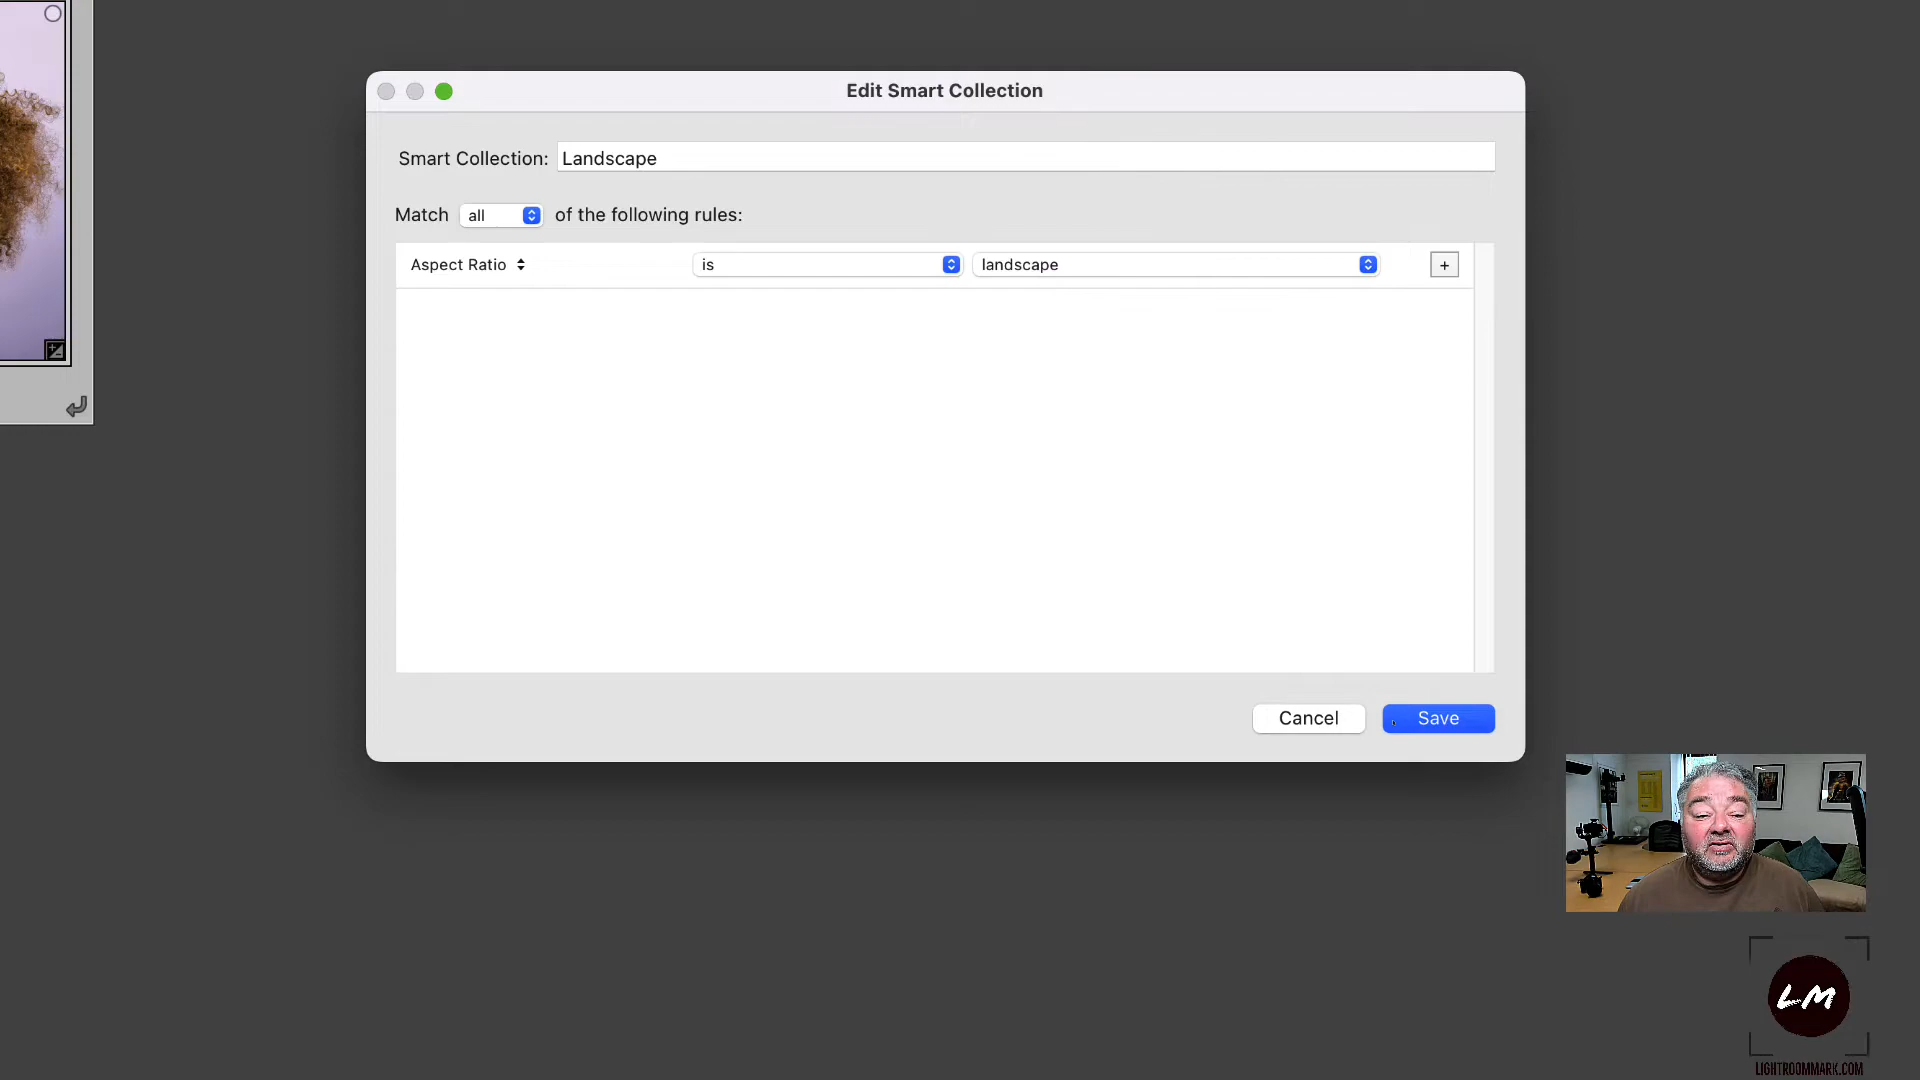 Edit Smart Collection
Smart Collection: Landscape
Match all of the following rules:
Aspect Ratio is landscape +
Cancel Save
LM
LIGHTROOMMARK.COM